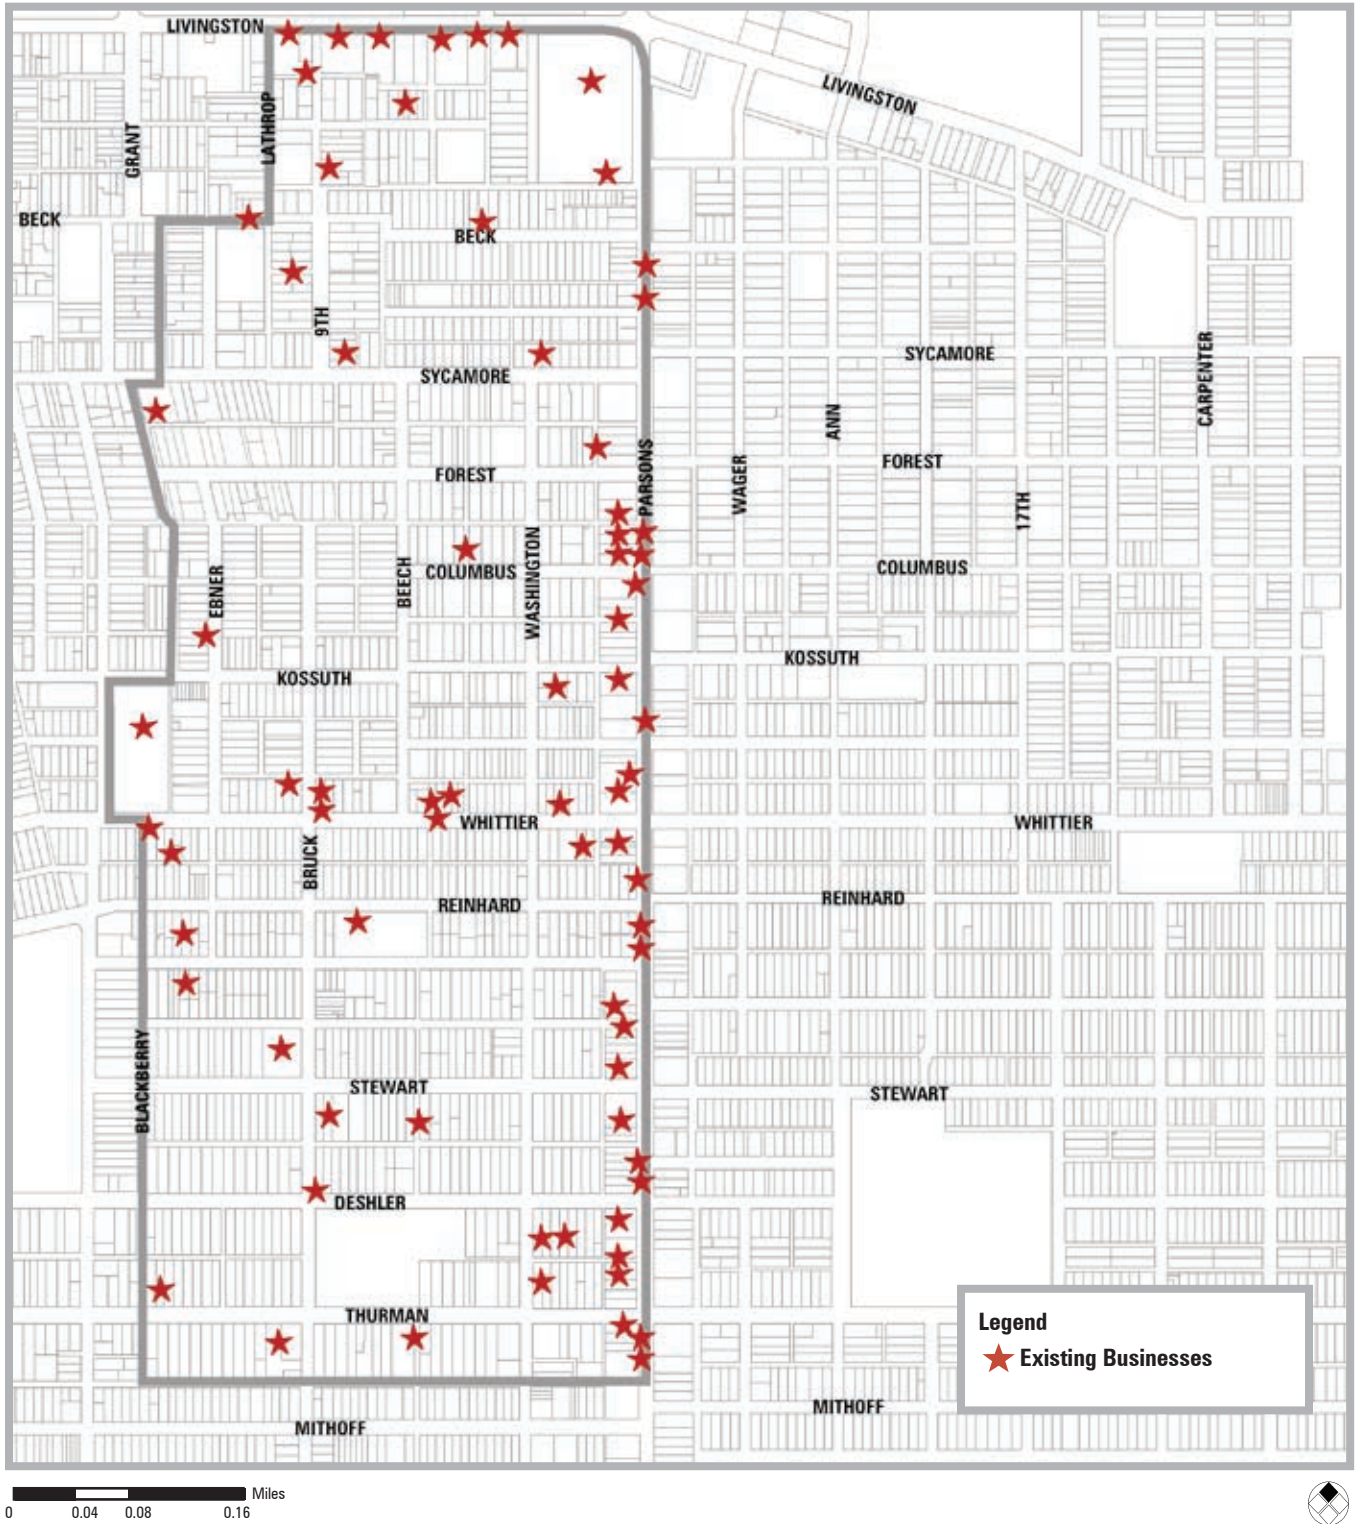 LIVINGSTON
LIVINGSTON
LATHROP
GRANT
BECK
BECK
9TH
SYCAMORE
SYCAMORE
CARPENTER
ANN
PARSONS
FOREST
FOREST
WAGER
17TH
WASHINGTON
COLUMBUS
COLUMBUS
BEECH
EBNER
KOSSUTH
KOSSUTH
WHITTIER
WHITTIER
BRUCK
REINHARD
REINHARD
BLACKBERRY
STEWART
STEWART
DESHLER
THURMAN
Legend
Existing Businesses
MITHOFF
MITHOFF
Miles
0 0.04 0.08 0.16